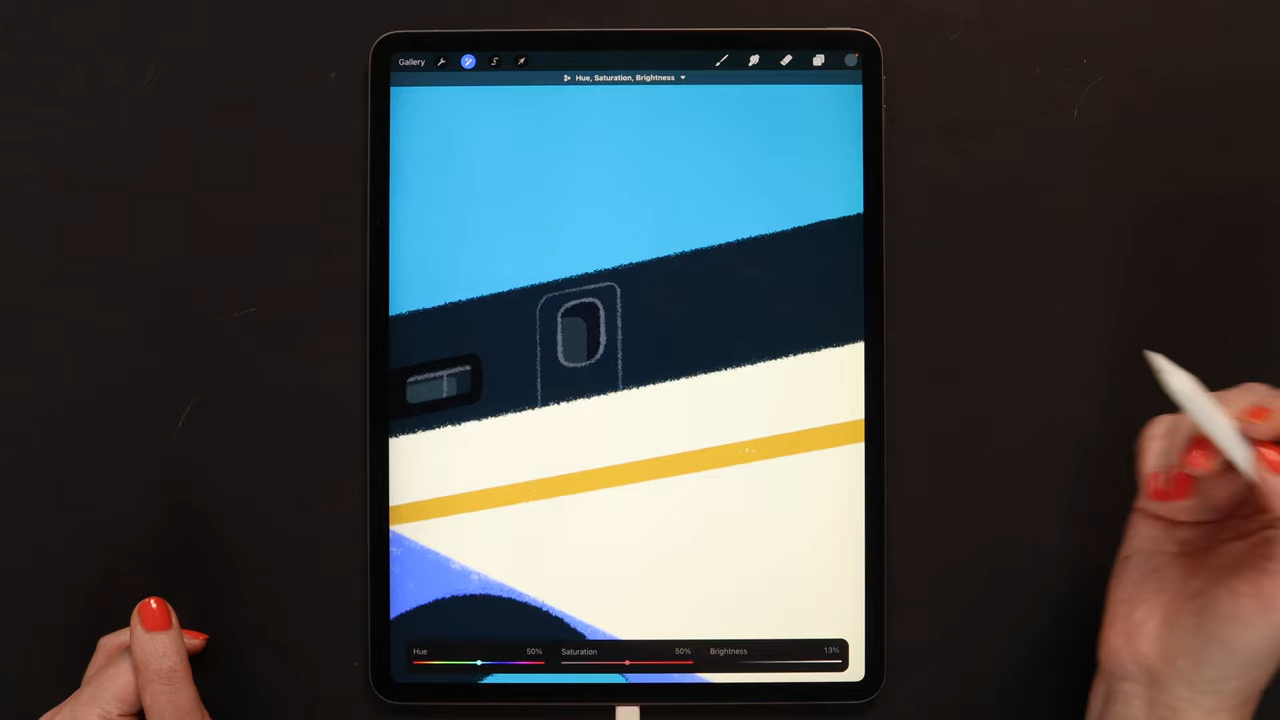 Gallery
Hue, Saturation, Brightness
Hue 50% Saturation 50% Brightness 13%